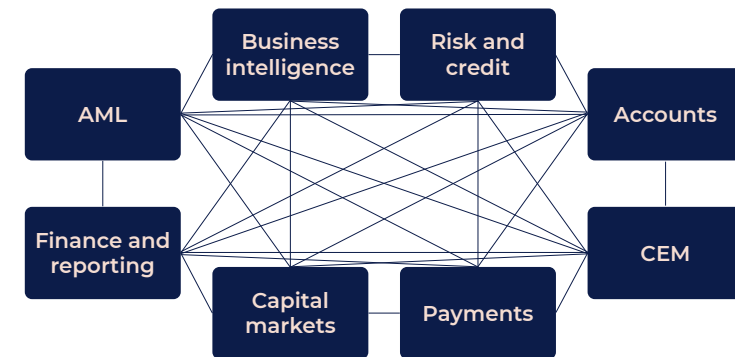 Business
intelligence
Risk and
credit
AML
Accounts
Finance and
reporting
CEM
Capital
markets
Payments